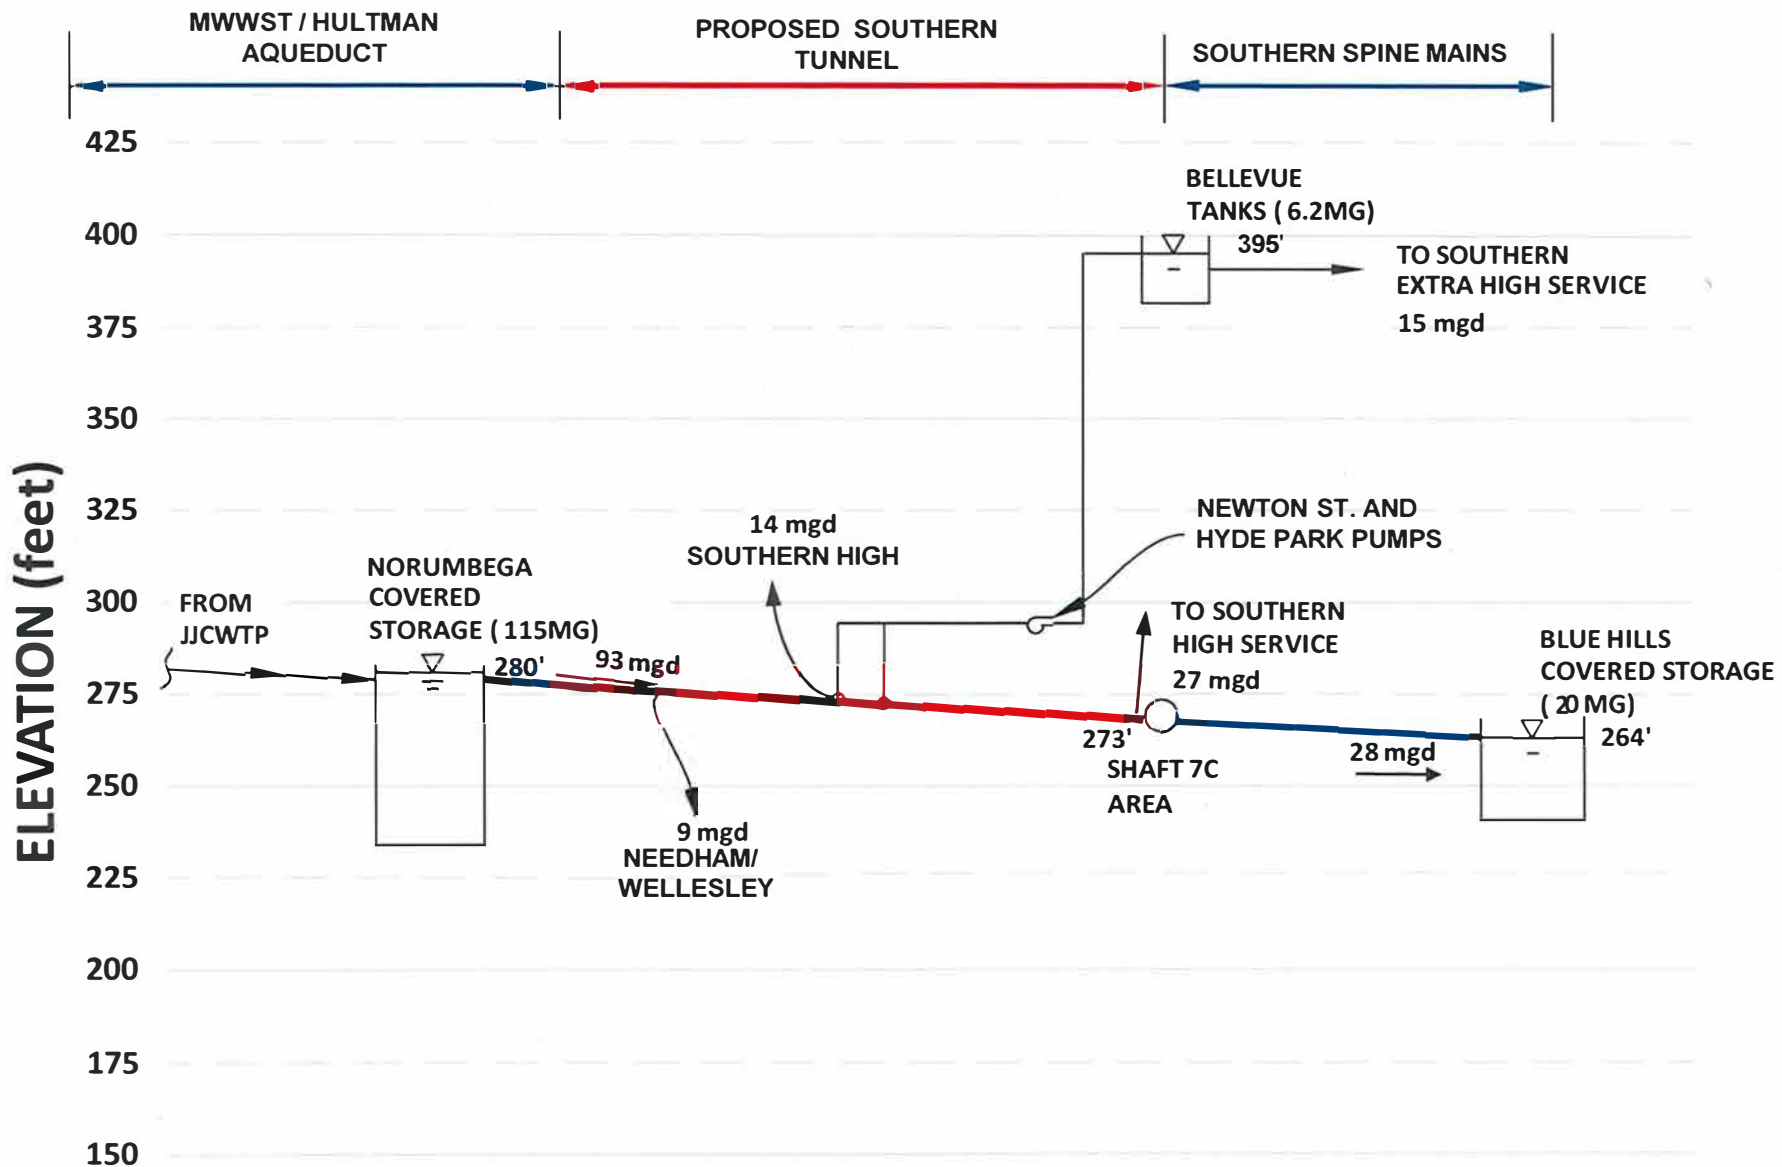 MWWST / HULTMAN
AQUEDUCT
PROPOSED SOUTHERN
TUNNEL
SOUTHERN SPINE MAINS
ELEVATION (feet)
425
400
375
350
325
300
275
250
225
200
175
150
BELLEVUE
TANKS ( 6.2MG)
395'
TO SOUTHERN
EXTRA HIGH SERVICE
15 mgd
NEWTON ST. AND
HYDE PARK PUMPS
14 mgd
SOUTHERN HIGH
NORUMBEGA
COVERED
STORAGE ( 115MG)
FROM
JJCWTP
280'
93 mgd
TO SOUTHERN
HIGH SERVICE
27 mgd
BLUE HILLS
COVERED STORAGE
( 20 MG)
264'
273'
SHAFT 7C
AREA
28 mgd
9 mgd
NEEDHAM/
WELLESLEY